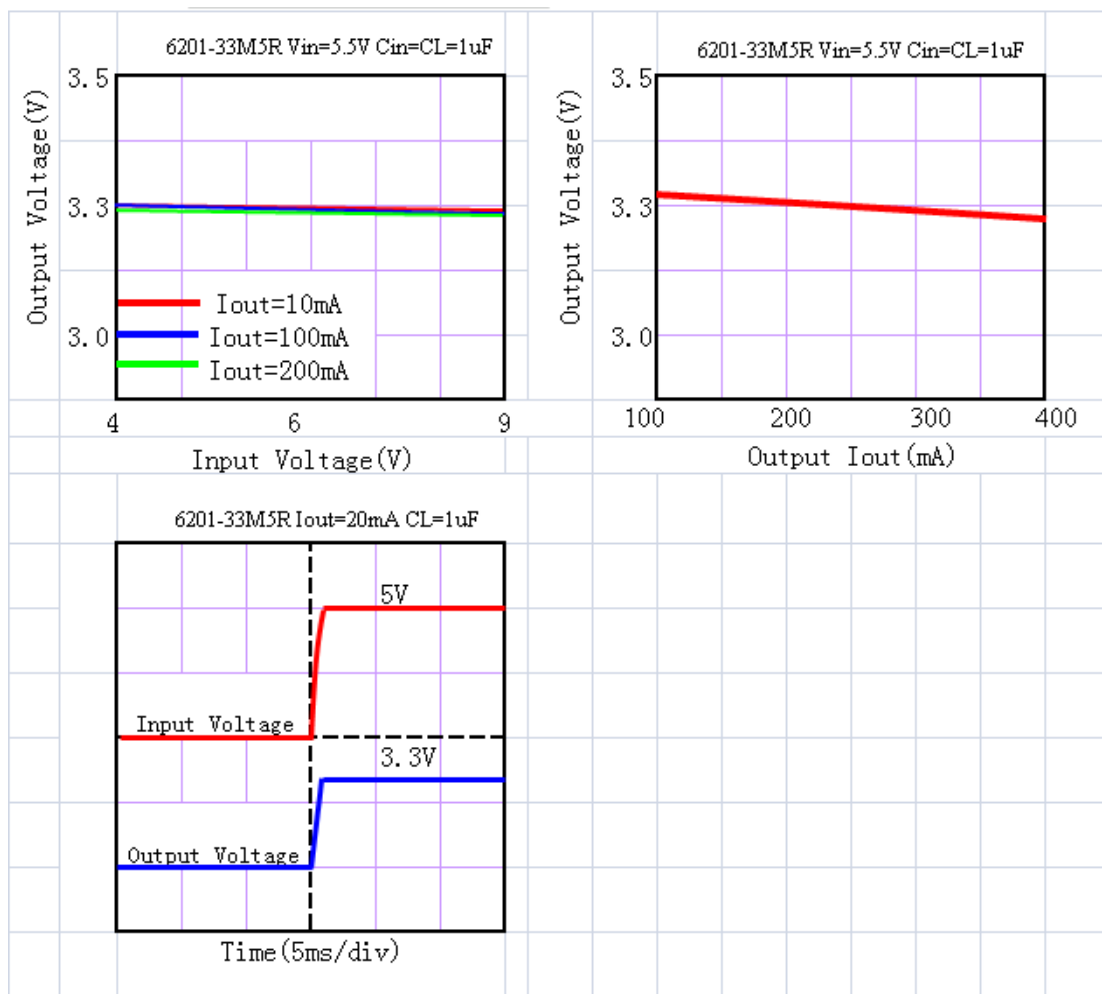 6201-33M5R Vin=5.5V Cin=CL=1uF
Output Voltage(V)
3.5
3.3
3.0
Iout=10mA
Iout=100mA
Iout=200mA
4 6 9
Input Voltage(V)
6201-33M5R Vin=5.5V Cin=CL=1uF
Output Voltage(V)
3.5
3.3
3.0
100 200 300 400
Output Iout(mA)
6201-33M5R Iout=20mA CL=1uF
5V
Input Voltage
3.3V
Output Voltage
Time(5ms/div)